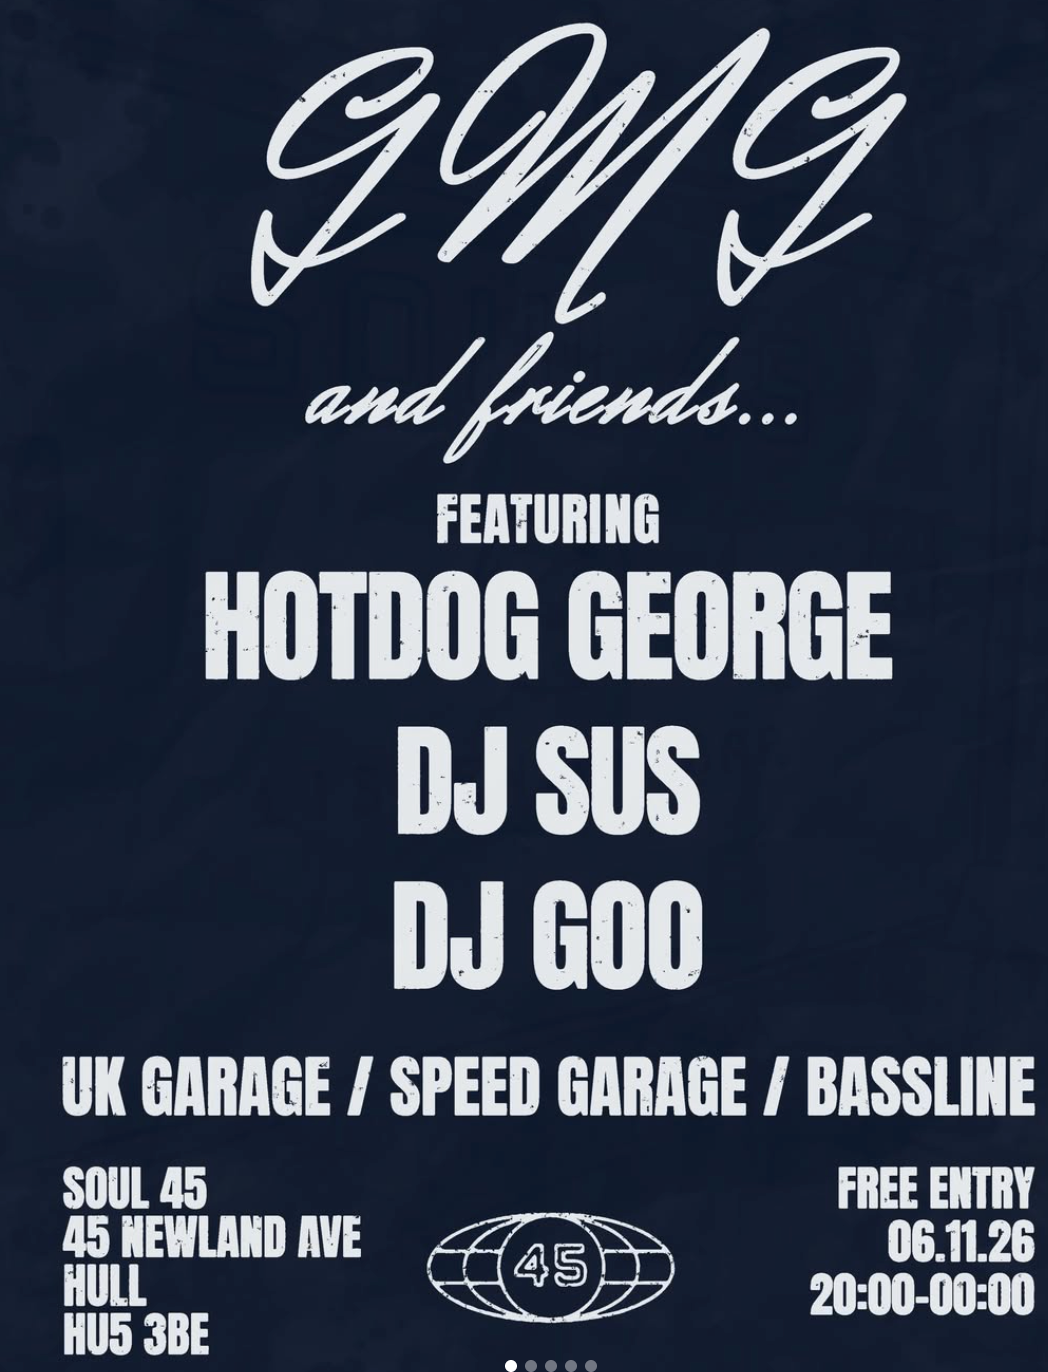 GMG
and friends...
FEATURING
HOTDOG GEORGE
DJ SUS
DJ GOO
UK GARAGE / SPEED GARAGE / BASSLINE
SOUL 45
45 NEWLAND AVE
HULL
HU5 3BE
45
FREE ENTRY
06.11.26
20:00-00:00